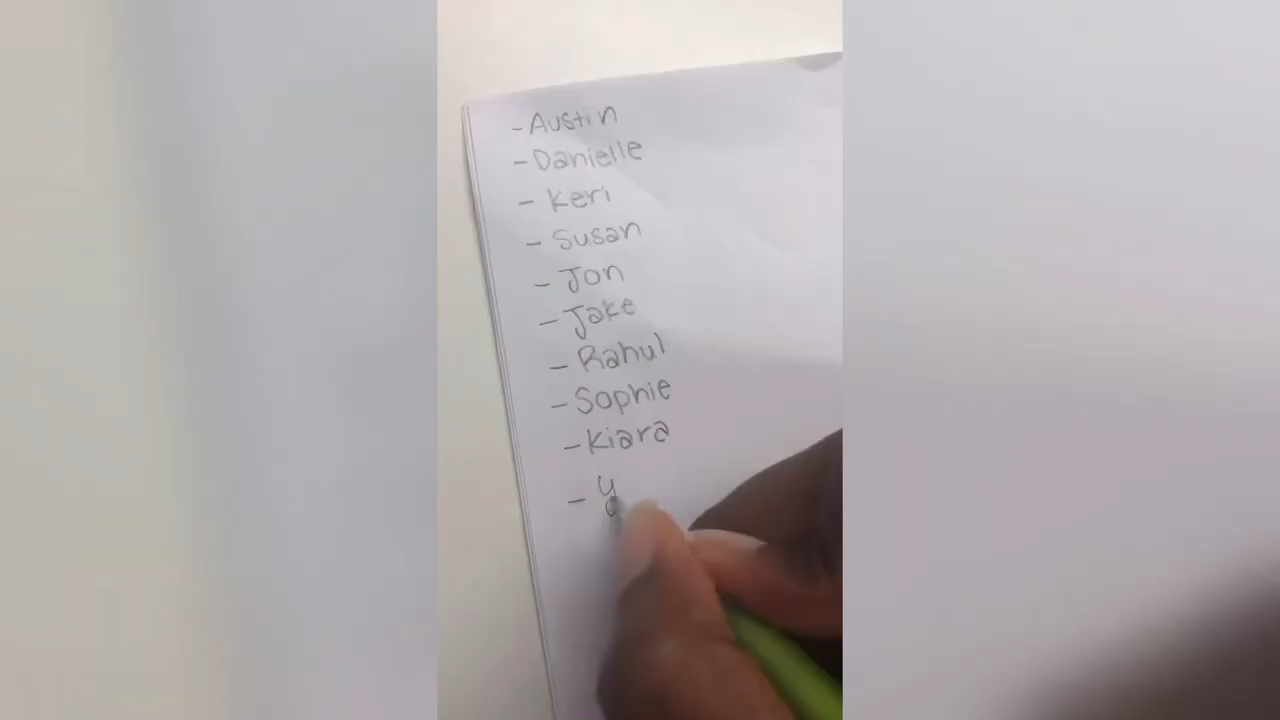 - Austin
- Danielle
- Keri
- Susan
- Jon
- Jake
- Rahul
- Sophie
- Kiara
- y